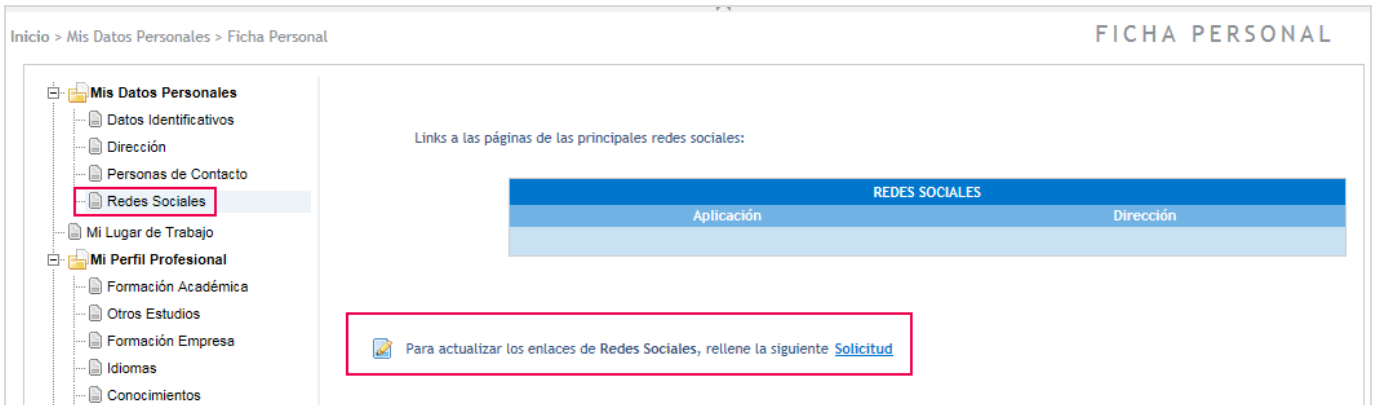 Inicio > Mis Datos Personales > Ficha Personal
FICHA PERSONAL
Mis Datos Personales
Datos Identificativos
Dirección
Personas de Contacto
Redes Sociales
Mi Lugar de Trabajo
Mi Perfil Profesional
Formación Académica
Otros Estudios
Formación Empresa
Idiomas
Conocimientos
Links a las páginas de las principales redes sociales:
REDES SOCIALES
Aplicación Dirección
Para actualizar los enlaces de Redes Sociales, rellene la siguiente Solicitud